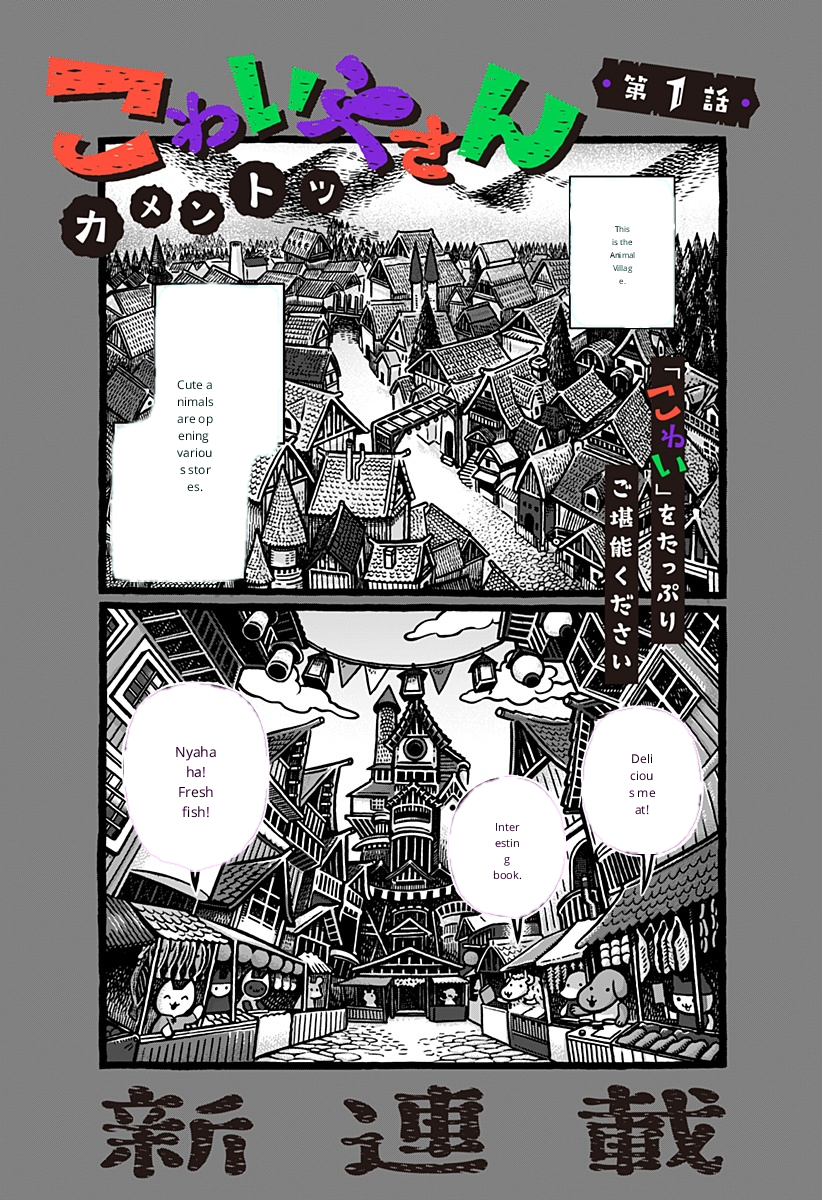 こわいやさん
第1話
カメントツ
This
is the
Animal
Villag
e.
Cute a
nimals
are op
ening
variou
s stor
es.
「こわい」をたっぷり
ご堪能ください
Deli
ciou
s me
at!
Inter
estin
g
book.
Nyaha
ha!
Fresh
fish!
新連載